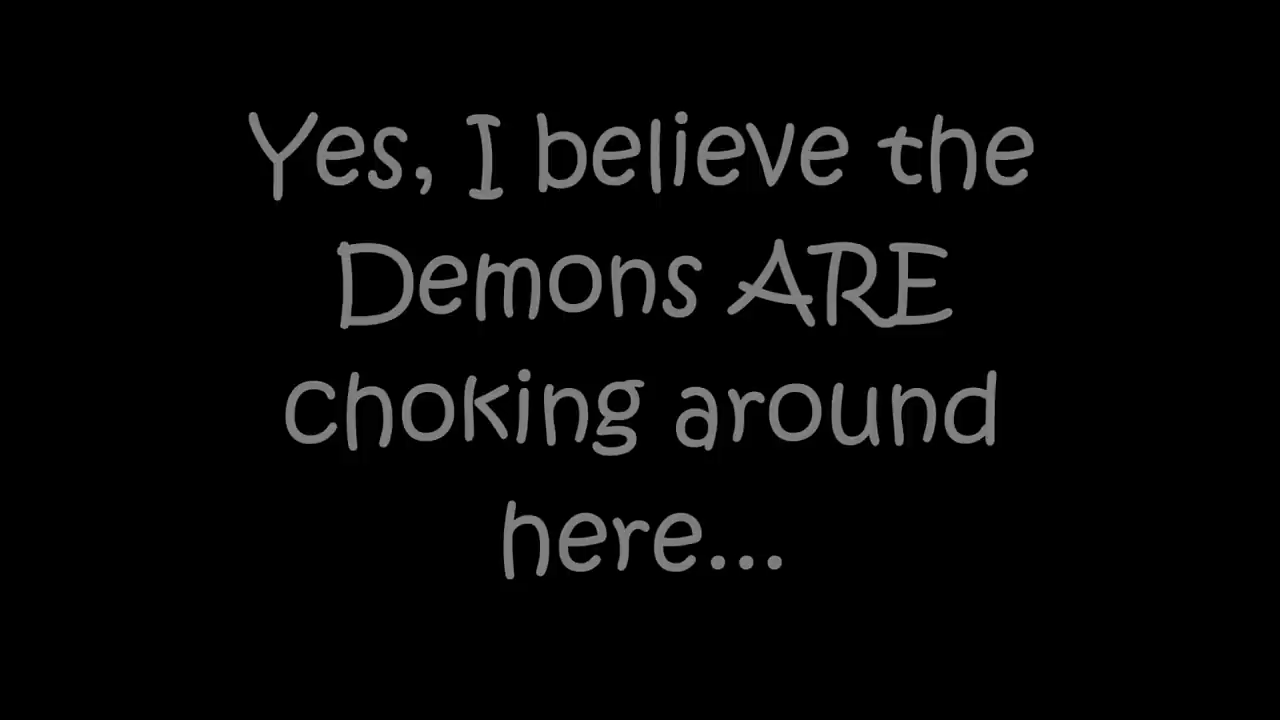 Yes, I believe the
Demons ARE
choking around
here...